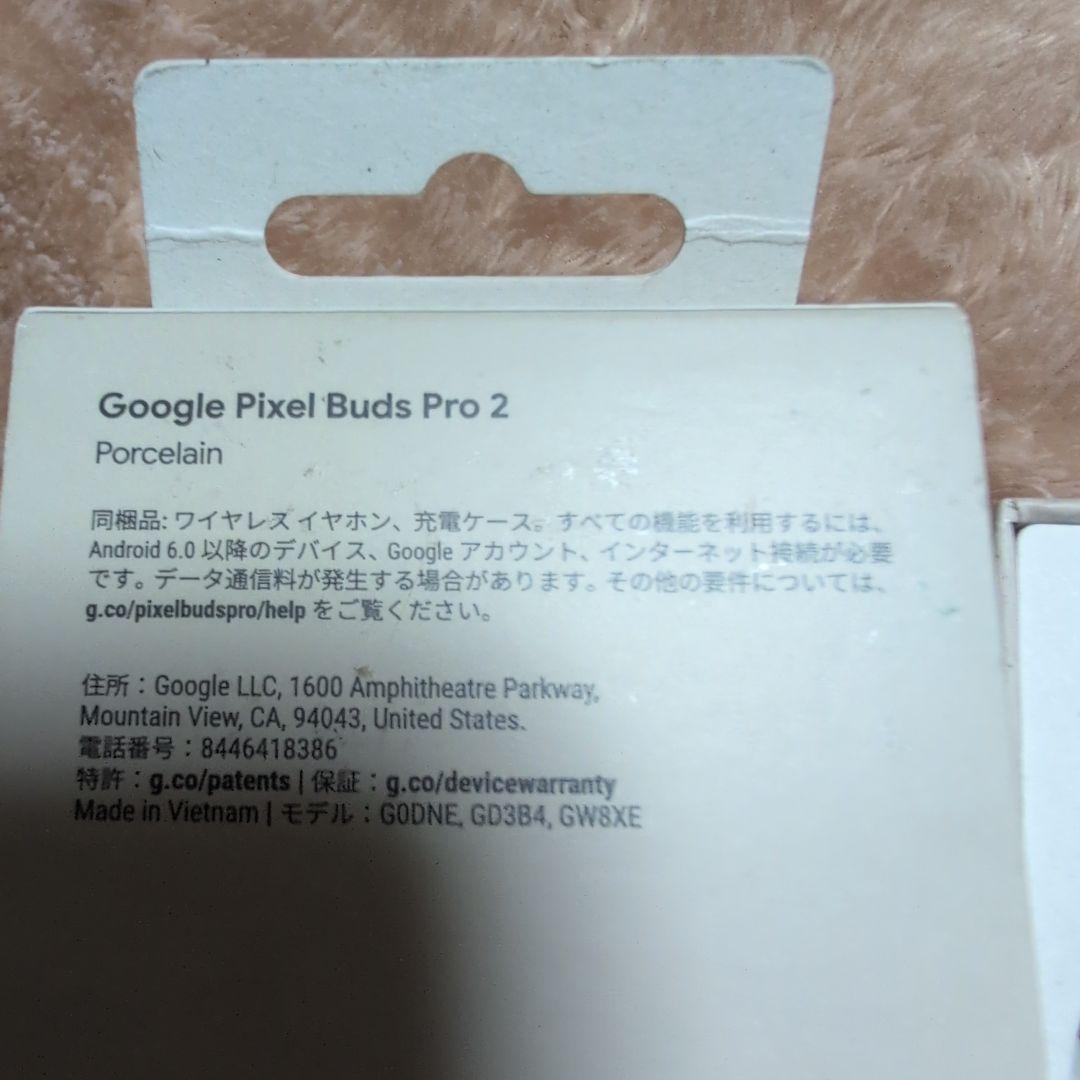 Google Pixel Buds Pro 2
Porcelain
同梱品: ワイヤレス イヤホン、充電ケース。すべての機能を利用するには、
Android 6.0 以降のデバイス、Google アカウント、インターネット接続が必要
です。データ通信料が発生する場合があります。その他の要件については、
g.co/pixelbudspro/help をご覧ください。
住所：Google LLC, 1600 Amphitheatre Parkway,
Mountain View, CA, 94043, United States.
電話番号：8446418386
特許：g.co/patents | 保証：g.co/devicewarranty
Made in Vietnam | モデル：G0DNE, GD3B4, GW8XE